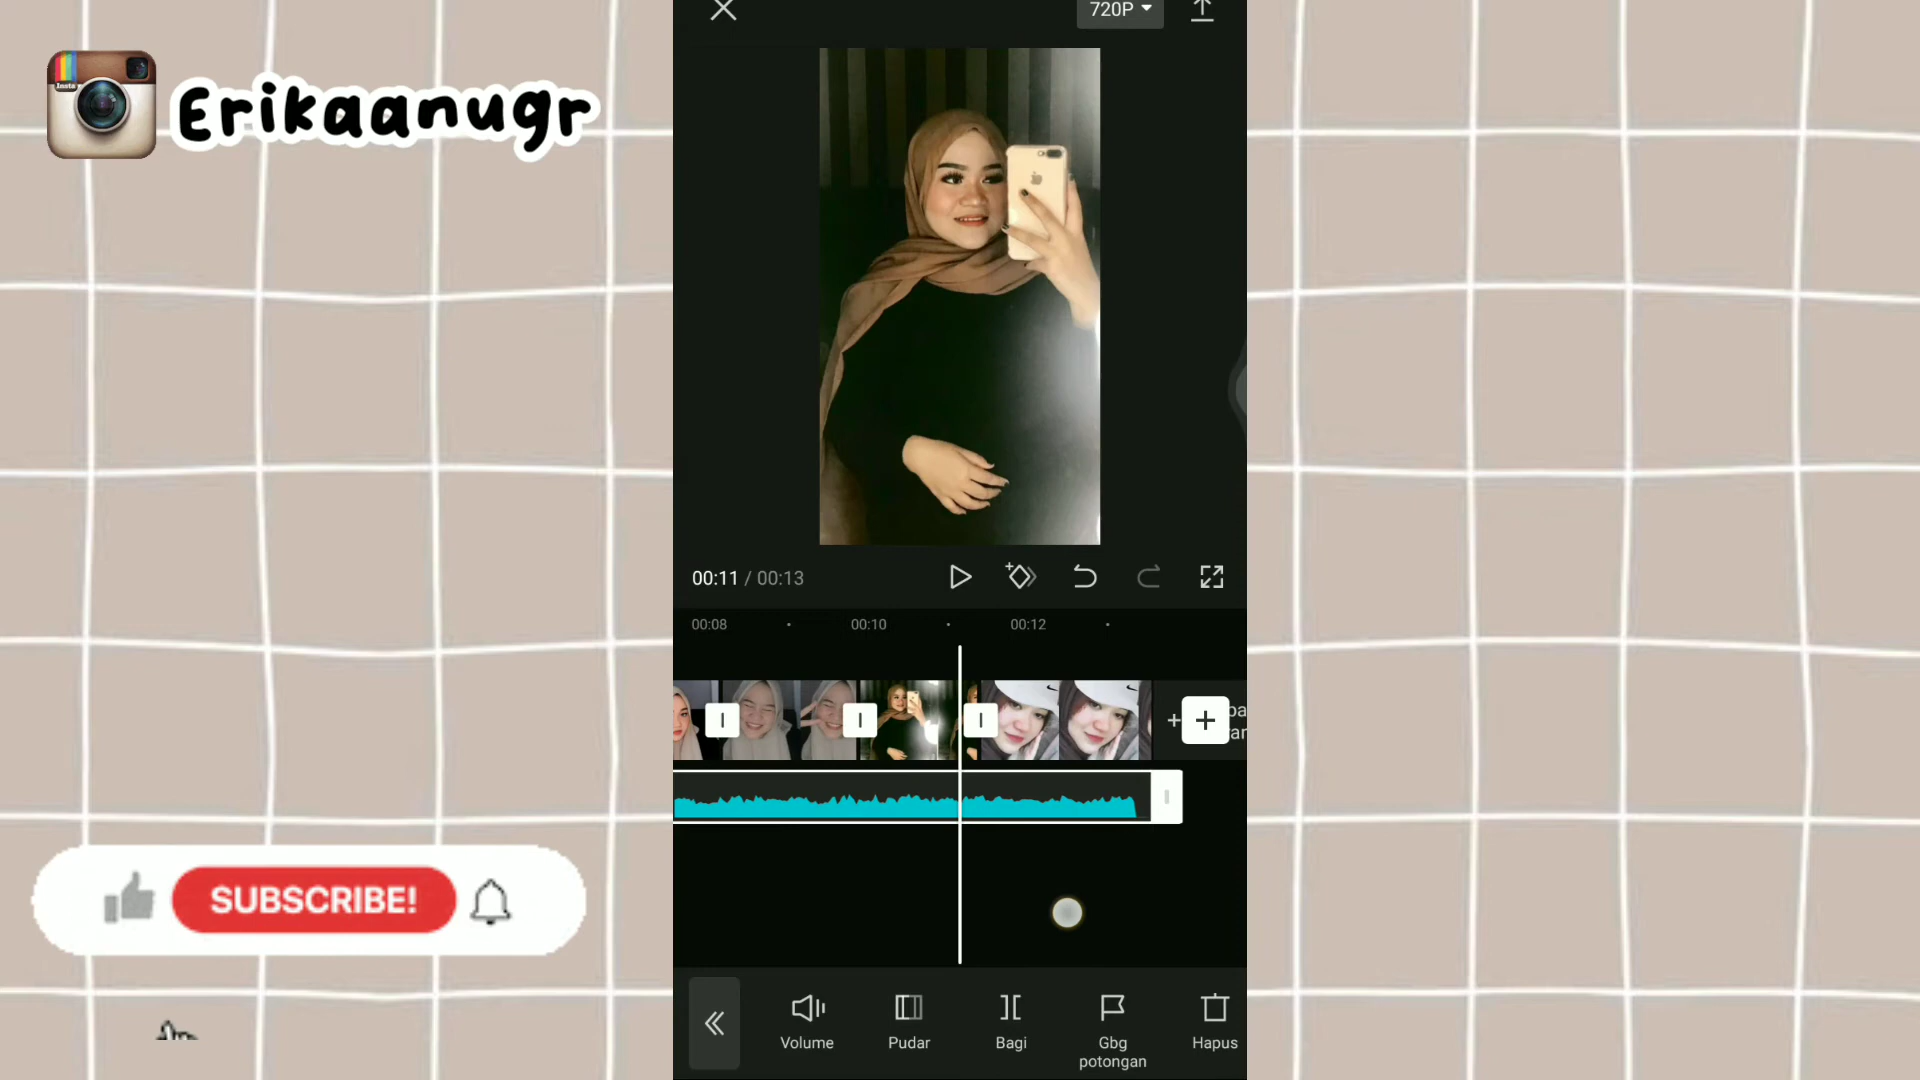 Insta
Erikaanugr
720P
00:11 / 00:13
00:08
00:10
00:12
+
SUBSCRIBE!
Volume
Pudar
Bagi
Gbg
potongan
Hapus